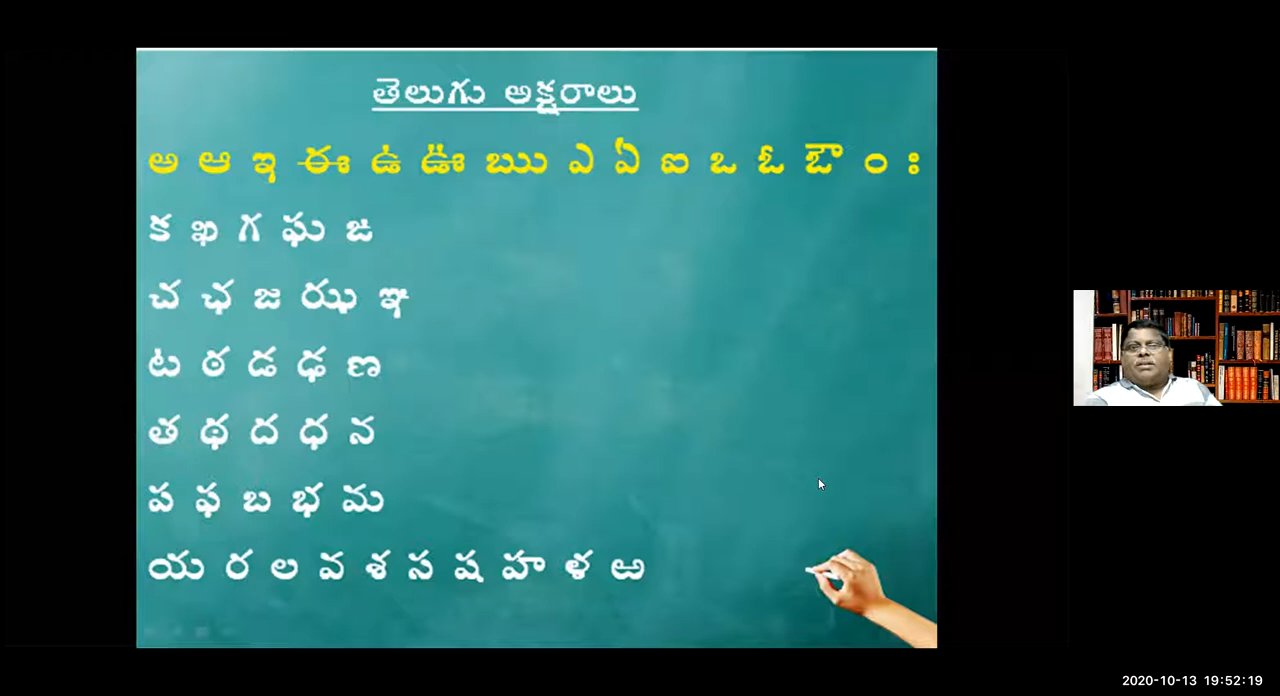 తెలుగు అక్షరాలు
అ ఆ ఇ ఈ ఉ ఊ ఋ ఎ ఏ ఐ ఒ ఓ ఔ ం ః
క ఖ గ ఘ ఙ
చ ఛ జ ఝ ఞ
ట ఠ డ ఢ ణ
త థ ద ధ న
ప ఫ బ భ మ
య ర ల వ శ స ష హ ళ ఱ
2020-10-13 19:52:19